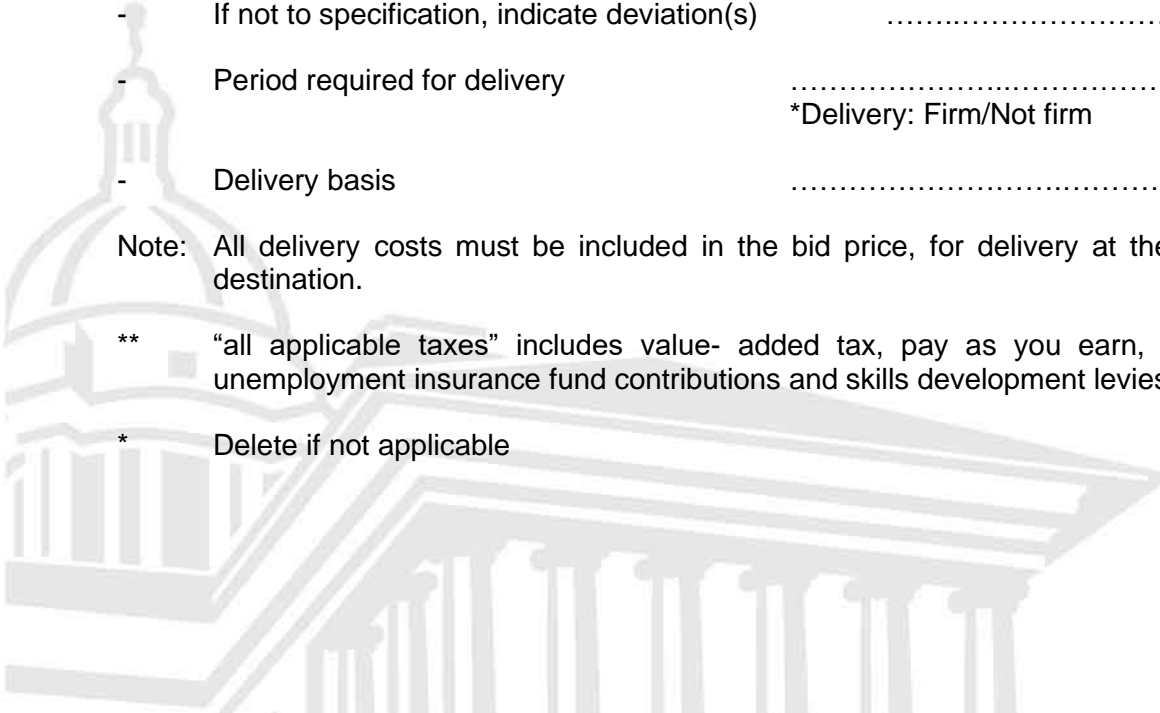 - If not to specification, indicate deviation(s) ……..…………………….
- Period required for delivery …………………..……………….
*Delivery: Firm/Not firm
- Delivery basis ……………………….………….
Note: All delivery costs must be included in the bid price, for delivery at the
destination.
** “all applicable taxes” includes value- added tax, pay as you earn,
unemployment insurance fund contributions and skills development levies
* Delete if not applicable